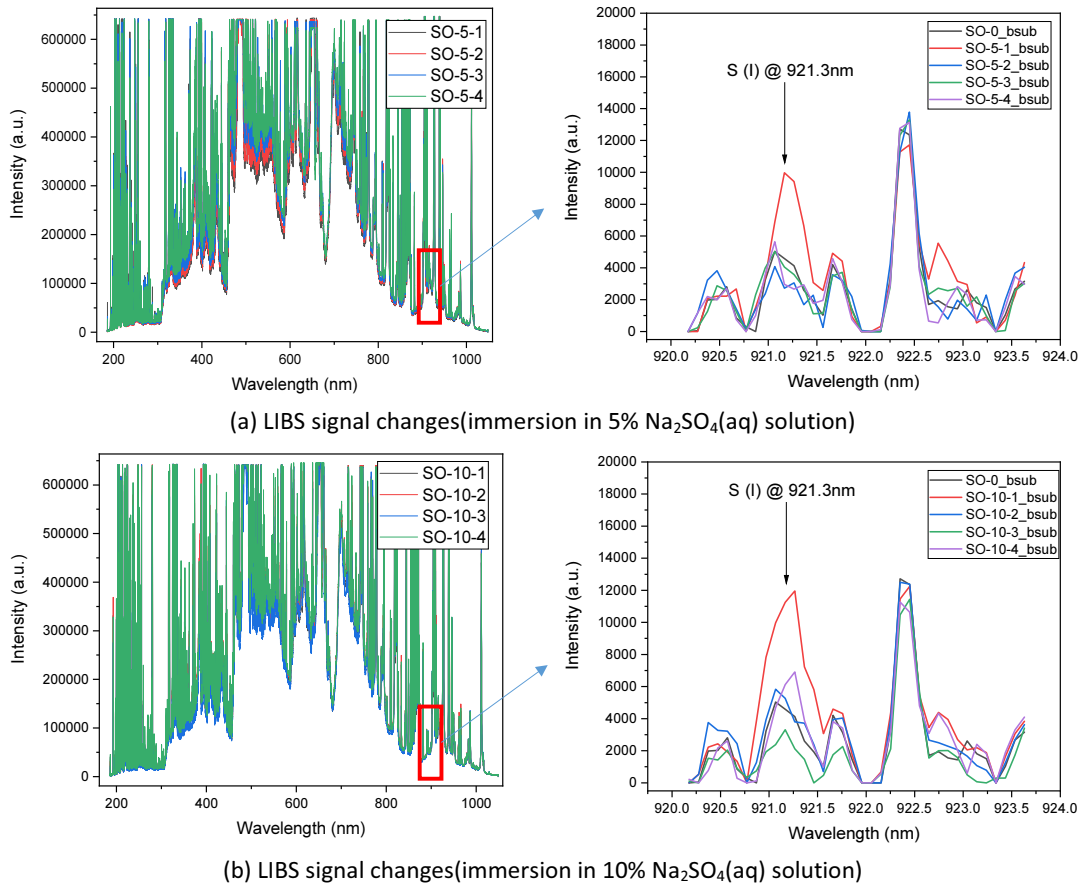 600000
500000
400000
300000
200000
100000
0
Intensity (a.u.)
SO-5-1
SO-5-2
SO-5-3
SO-5-4
200 400 600 800 1000
Wavelength (nm)
20000
18000
16000
14000
12000
10000
8000
6000
4000
2000
0
Intensity (a.u.)
S (I) @ 921.3nm
SO-0_bsub
SO-5-1_bsub
SO-5-2_bsub
SO-5-3_bsub
SO-5-4_bsub
920.0 920.5 921.0 921.5 922.0 922.5 923.0 923.5 924.0
Wavelength (nm)
(a) LIBS signal changes(immersion in 5% Na₂SO₄(aq) solution)
600000
500000
400000
300000
200000
100000
0
Intensity (a.u.)
SO-10-1
SO-10-2
SO-10-3
SO-10-4
200 400 600 800 1000
Wavelength (nm)
20000
18000
16000
14000
12000
10000
8000
6000
4000
2000
0
Intensity (a.u.)
S (I) @ 921.3nm
SO-0_bsub
SO-10-1_bsub
SO-10-2_bsub
SO-10-3_bsub
SO-10-4_bsub
920.0 920.5 921.0 921.5 922.0 922.5 923.0 923.5 924.0
Wavelength (nm)
(b) LIBS signal changes(immersion in 10% Na₂SO₄(aq) solution)